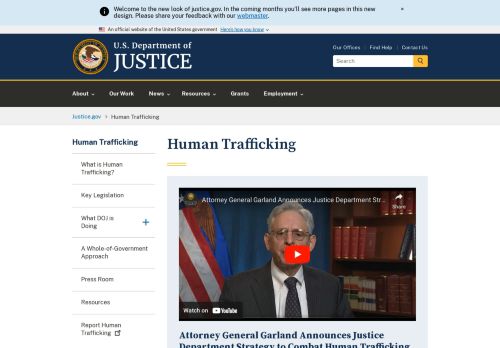 Welcome to the new look of justice.gov. In the coming months you'll see more pages in this new
design. Please share your feedback with our webmaster.
×
An official website of the United States government Here's how you know
U.S. Department of
JUSTICE
Our Offices Find Help Contact Us
Search
About Our Work News Resources Grants Employment
Justice.gov Human Trafficking
Human Trafficking
What is Human
Trafficking?
Key Legislation
What DOJ is
Doing
A Whole-of-Government
Approach
Press Room
Resources
Report Human
Trafficking
Human Trafficking
Attorney General Garland Announces Justice Department Str...
Share
Watch on YouTube
Attorney General Garland Announces Justice
Department Strategy to Combat Human Trafficking